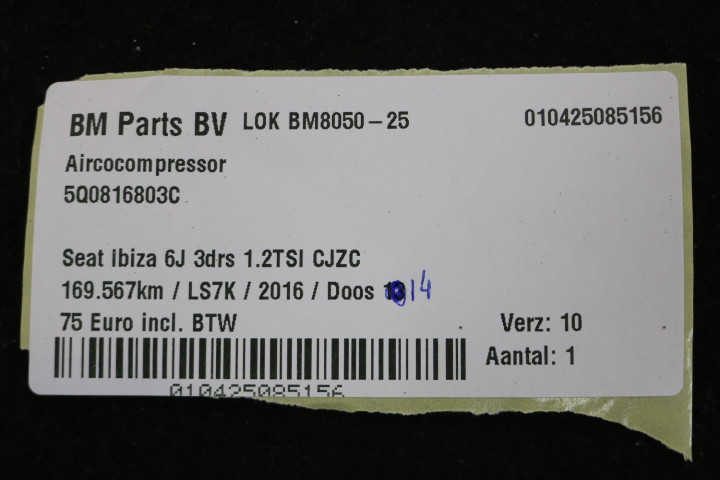 BM Parts BV LOK BM8050-25 010425085156
Aircocompressor
5Q0816803C
Seat ibiza 6J 3drs 1.2TSI CJZC
169.567km / LS7K / 2016 / Doos 14
75 Euro incl. BTW Verz: 10
Aantal: 1
010425085156